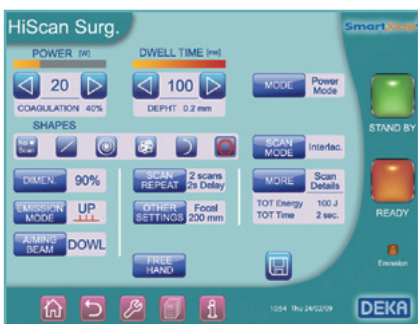 HiScan Surg.
SmartXide
POWER [W]
DWELL TIME [ms]
20
100
MODE
Power
Mode
COAGULATION 40%
DEPHT 0.2 mm
STAND BY
SHAPES
No
Scan
SCAN
MODE
Interlac.
DIMEN.
90%
SCAN
REPEAT
2 scans
2s Delay
MORE
Scan
Details
EMISSION
MODE
UP
OTHER
SETTINGS
Focal
200 mm
TOT Energy 100 J
TOT Time 2 sec.
READY
AIMING
BEAM
DOWL
FREE
HAND
Emission
10:54 Thu 24/02/09
DEKA